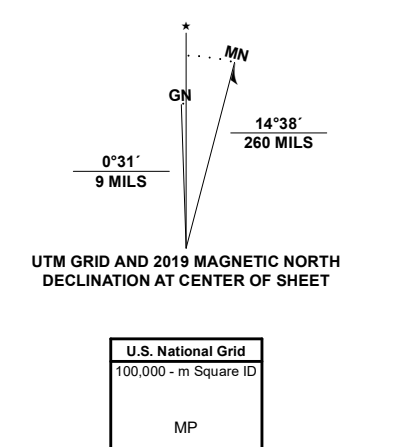 ★
MN
GN
14°38´
260 MILS
0°31´
9 MILS
UTM GRID AND 2019 MAGNETIC NORTH
DECLINATION AT CENTER OF SHEET
U.S. National Grid
100,000 - m Square ID
MP